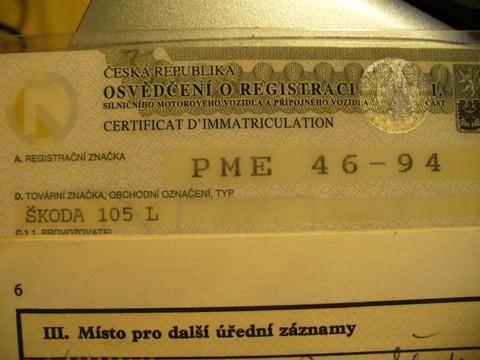 ČESKÁ REPUBLIKA
OSVĚDČENÍ O REGISTRACI I,
SILNIČNÍHO MOTOROVÉHO VOZIDLA A PŘÍPOJNÉHO VOZIDLA ČÁST
CERTIFICAT D'IMMATRICULATION
A. REGISTRAČNÍ ZNAČKA
PME 46-94
D. TOVÁRNÍ ZNAČKA, OBCHODNÍ OZNAČENÍ, TYP
ŠKODA 105 L
C.1.1. PROVOZOVATEL
6
III. Místo pro další úřední záznamy